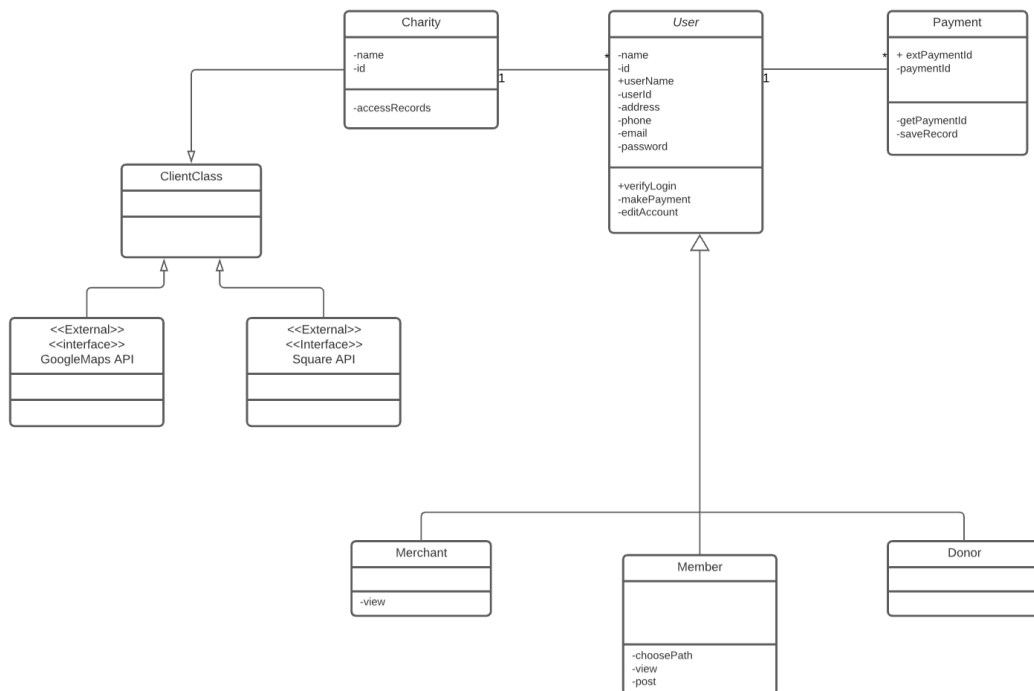 Charity
-name
-id
-accessRecords
1
*
User
-name
-id
+userName
-userId
-address
-phone
-email
-password
+verifyLogin
-makePayment
-editAccount
1
*
Payment
+ extPaymentId
-paymentId
-getPaymentId
-saveRecord
ClientClass
<<External>>
<<interface>>
GoogleMaps API
<<External>>
<<Interface>>
Square API
Merchant
-view
Member
-choosePath
-view
-post
Donor